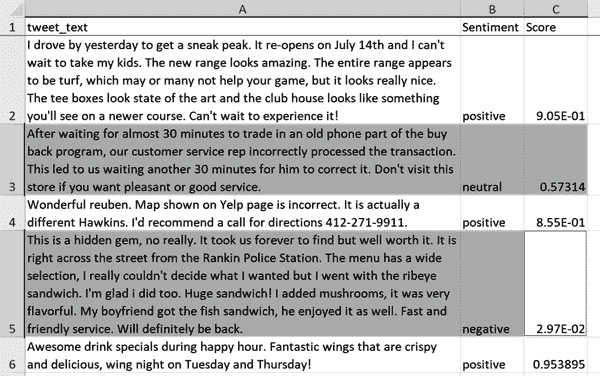 A B C
1 tweet_text Sentiment Score
I drove by yesterday to get a sneak peak. It re-opens on July 14th and I can't
wait to take my kids. The new range looks amazing. The entire range appears
to be turf, which may or many not help your game, but it looks really nice.
The tee boxes look state of the art and the club house looks like something
2 you'll see on a newer course. Can't wait to experience it! positive 9.05E-01
After waiting for almost 30 minutes to trade in an old phone part of the buy
back program, our customer service rep incorrectly processed the transaction.
This led to us waiting another 30 minutes for him to correct it. Don't visit this
3 store if you want pleasant or good service. neutral 0.57314
Wonderful reuben. Map shown on Yelp page is incorrect. It is actually a
4 different Hawkins. I'd recommend a call for directions 412-271-9911. positive 8.55E-01
This is a hidden gem, no really. It took us forever to find but well worth it. It is
right across the street from the Rankin Police Station. The menu has a wide
selection, I really couldn't decide what I wanted but I went with the ribeye
sandwich. I'm glad i did too. Huge sandwich! I added mushrooms, it was very
flavorful. My boyfriend got the fish sandwich, he enjoyed it as well. Fast and
5 friendly service. Will definitely be back. negative 2.97E-02
Awesome drink specials during happy hour. Fantastic wings that are crispy
6 and delicious, wing night on Tuesday and Thursday! positive 0.953895